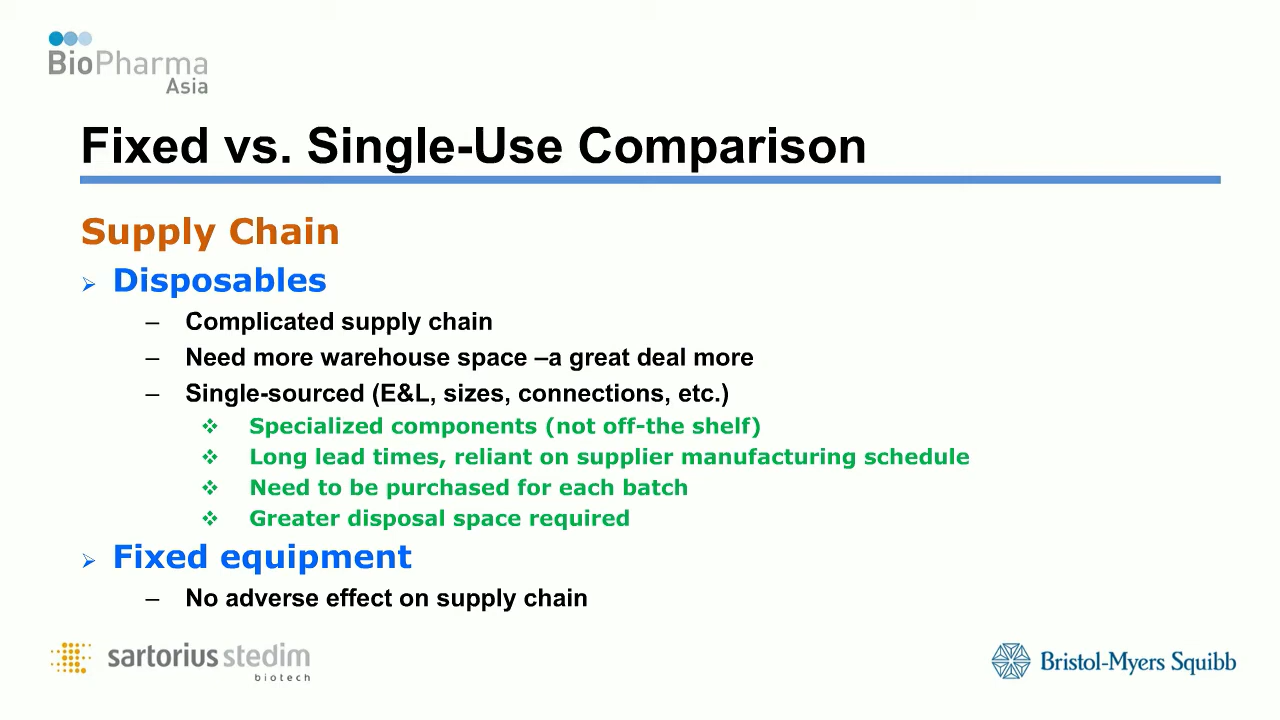 BioPharma
Asia
Fixed vs. Single-Use Comparison
Supply Chain
➢ Disposables
– Complicated supply chain
– Need more warehouse space –a great deal more
– Single-sourced (E&L, sizes, connections, etc.)
❖ Specialized components (not off-the shelf)
❖ Long lead times, reliant on supplier manufacturing schedule
❖ Need to be purchased for each batch
❖ Greater disposal space required
➢ Fixed equipment
– No adverse effect on supply chain
sartorius stedim
biotech
Bristol-Myers Squibb